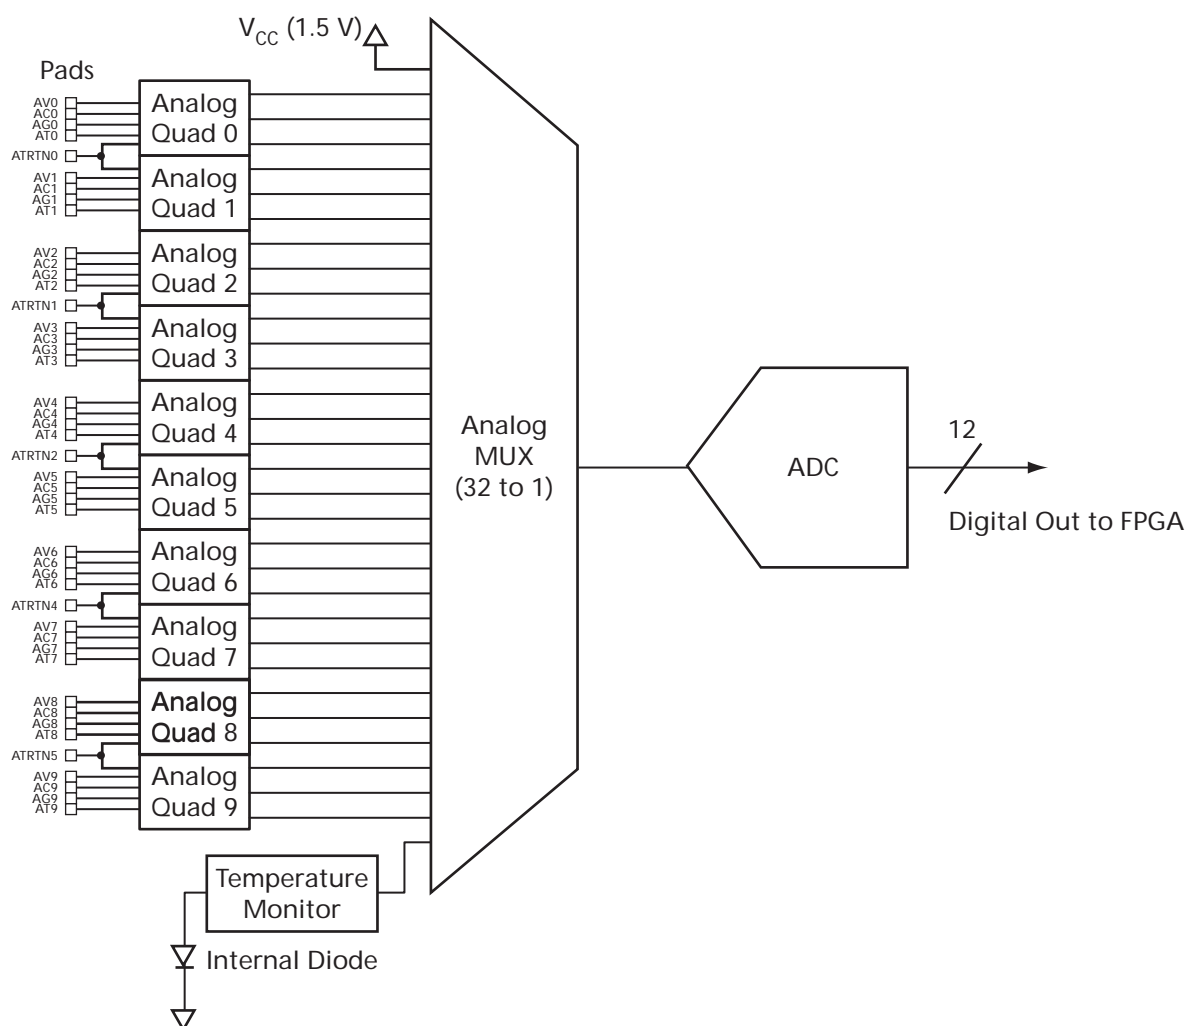 VCC (1.5 V)
Pads
AV0
AC0
AG0
AT0
Analog
Quad 0
ATRTN0
AV1
AC1
AG1
AT1
Analog
Quad 1
AV2
AC2
AG2
AT2
Analog
Quad 2
ATRTN1
AV3
AC3
AG3
AT3
Analog
Quad 3
AV4
AC4
AG4
AT4
Analog
Quad 4
ATRTN2
AV5
AC5
AG5
AT5
Analog
Quad 5
AV6
AC6
AG6
AT6
Analog
Quad 6
ATRTN4
AV7
AC7
AG7
AT7
Analog
Quad 7
AV8
AC8
AG8
AT8
Analog
Quad 8
ATRTN5
AV9
AC9
AG9
AT9
Analog
Quad 9
Temperature
Monitor
Internal Diode
Analog
MUX
(32 to 1)
ADC
12
Digital Out to FPGA